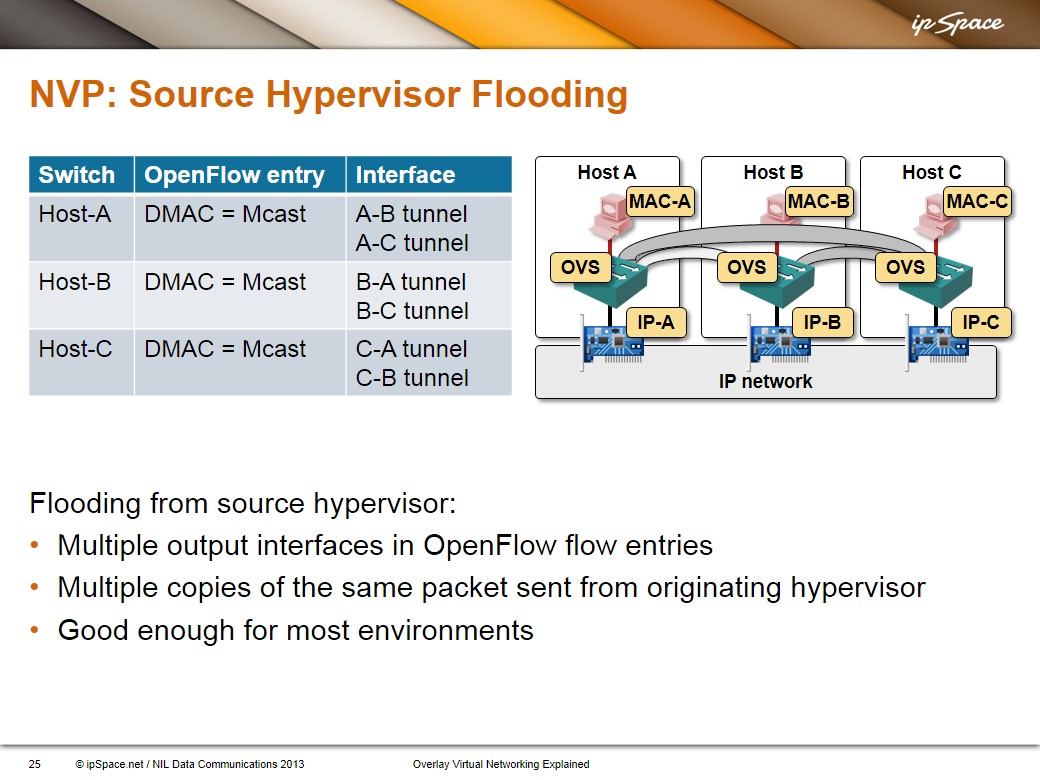 ipSpace
NVP: Source Hypervisor Flooding
Switch OpenFlow entry Interface
Host-A DMAC = Mcast A-B tunnel
A-C tunnel
Host-B DMAC = Mcast B-A tunnel
B-C tunnel
Host-C DMAC = Mcast C-A tunnel
C-B tunnel
Host A Host B Host C
MAC-A MAC-B MAC-C
OVS OVS OVS
IP-A IP-B IP-C
IP network
Flooding from source hypervisor:
• Multiple output interfaces in OpenFlow flow entries
• Multiple copies of the same packet sent from originating hypervisor
• Good enough for most environments
25 © ipSpace.net / NIL Data Communications 2013 Overlay Virtual Networking Explained